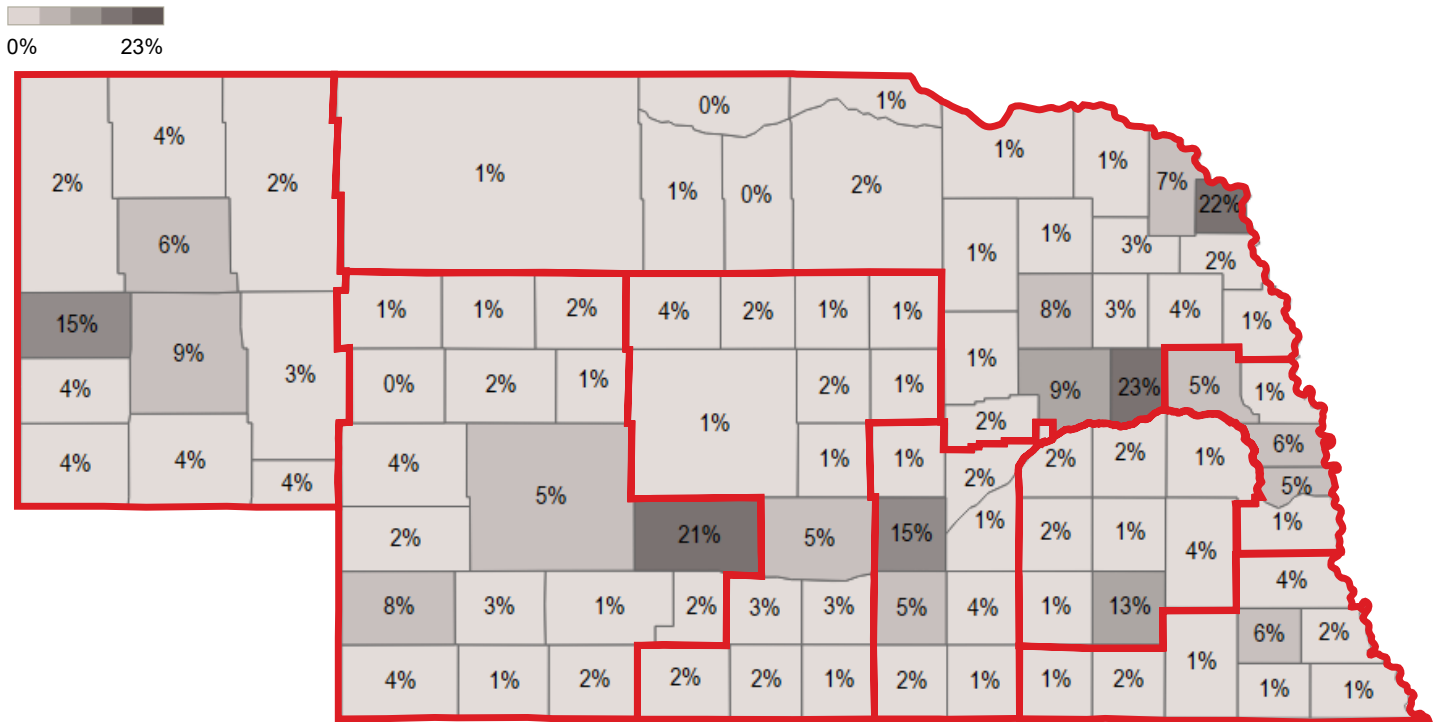 0% 23%
0% 1%
4% 1% 1%
1% 2% 7%
2% 2% 1% 0% 2% 22%
6% 1% 1% 3% 2%
15% 1% 1% 2% 4% 2% 1% 1% 8% 3% 4% 1%
9% 3% 1%
4% 0% 2% 1% 2% 1% 9% 23% 5% 1%
1% 2%
4% 4% 4% 1% 1% 2% 2% 1% 6%
4% 5% 2% 5%
2% 21% 5% 15% 1% 2% 1% 4% 1%
8% 3% 1% 2% 3% 3% 5% 4% 1% 13% 4%
6% 2%
4% 1% 2% 2% 2% 1% 2% 1% 1% 2% 1% 1% 1%